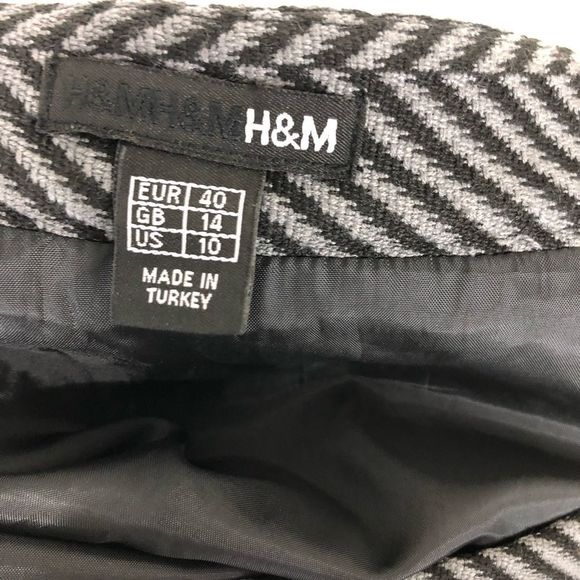 H&MH&M H&M
EUR 40
GB 14
US 10
MADE IN
TURKEY